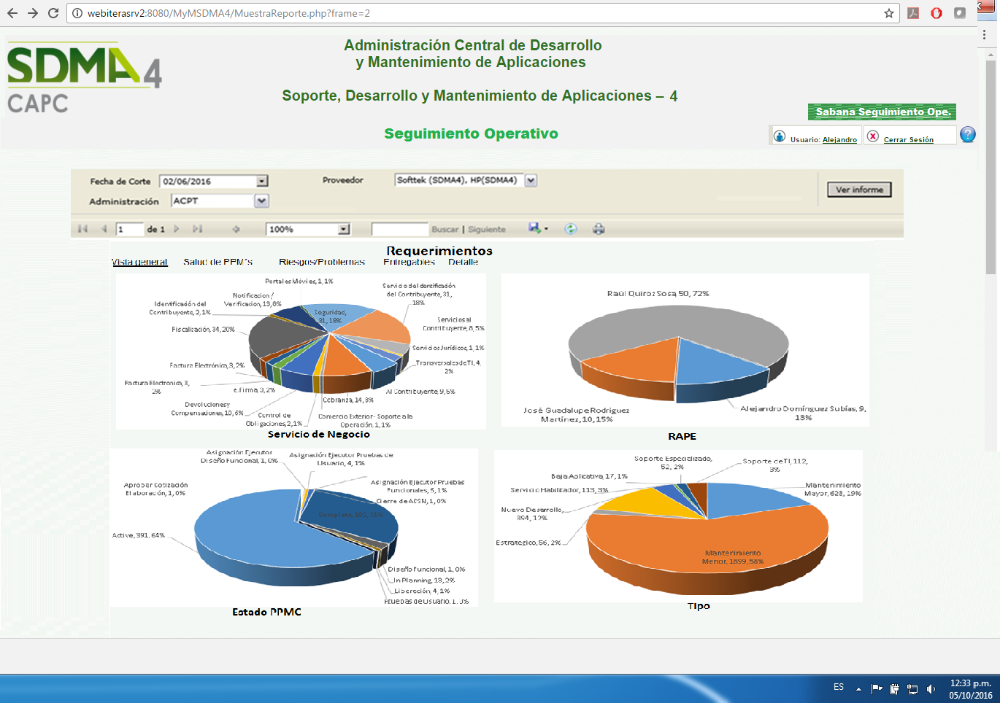 webiterasrv2:8080/MyMSDMA4/MuestraReporte.php?frame=2
SDMA 4
CAPC
Administración Central de Desarrollo
y Mantenimiento de Aplicaciones
Soporte, Desarrollo y Mantenimiento de Aplicaciones – 4
Sabana Seguimiento Ope.
Seguimiento Operativo
Usuario: Alejandro
Cerrar Sesión
Fecha de Corte 02/06/2016
Proveedor Softtek (SDMA4), HP(SDMA4)
Ver informe
Administración ACPT
1 de 1
100%
Buscar | Siguiente
Requerimientos
Vista general Salud de PPM´s Riesgos/Problemas Entregables Detalle
Portales Móviles, 1, 1%
Servicio de Identificación
del Contribuyente, 31,
18%
Notificacion /
Verificacion, 13, 8%
Identificación del
Contribuyente, 2, 1%
Seguridad,
31, 18%
Servicios al
Contribuyente, 8, 5%
Fiscalización, 34, 20%
Servicios Jurídicos, 1, 1%
Factura Electrónica, 3, 2%
Transversales de TI, 4,
2%
Factura Electronica, 3,
2%
e.Firma, 3, 2%
Al Contribuyente, 9, 5%
Cobranza, 14, 8%
Devoluciones y
Compensaciones, 10, 6%
Control de
Obligaciones, 2, 1%
Comercio Exterior- Soporte a la
Operación, 1, 1%
Servicio de Negocio
Raúl Quiroz Sosa, 50, 72%
José Guadalupe Rodríguez
Martínez, 10, 15%
Alejandro Domínguez Subías, 9,
13%
RAPE
Asignación Ejecutor
Diseño Funcional, 1, 0%
Asignación Ejecutor Pruebas de
Usuario, 4, 1%
Aprobar Cotización
Elaboración, 1, 0%
Asignación Ejecutor Pruebas
Funcionales, 5, 1%
Cierre de ACSN, 1, 0%
Complete, 192, 31%
Active, 391, 64%
Diseño Funcional, 1, 0%
In Planning, 13, 2%
Liberación, 4, 1%
Pruebas de Usuario, 1, 0%
Estado PPMC
Soporte Especializado,
52, 2%
Soporte de TI, 112,
3%
Baja Aplicativa, 17, 1%
Servicio Habilitador, 113, 3%
Mantenimiento
Mayor, 628, 19%
Nuevo Desarrollo,
394, 12%
Estrategico, 56, 2%
Mantenimiento
Menor, 1899, 58%
Tipo
ES
12:33 p.m.
05/10/2016